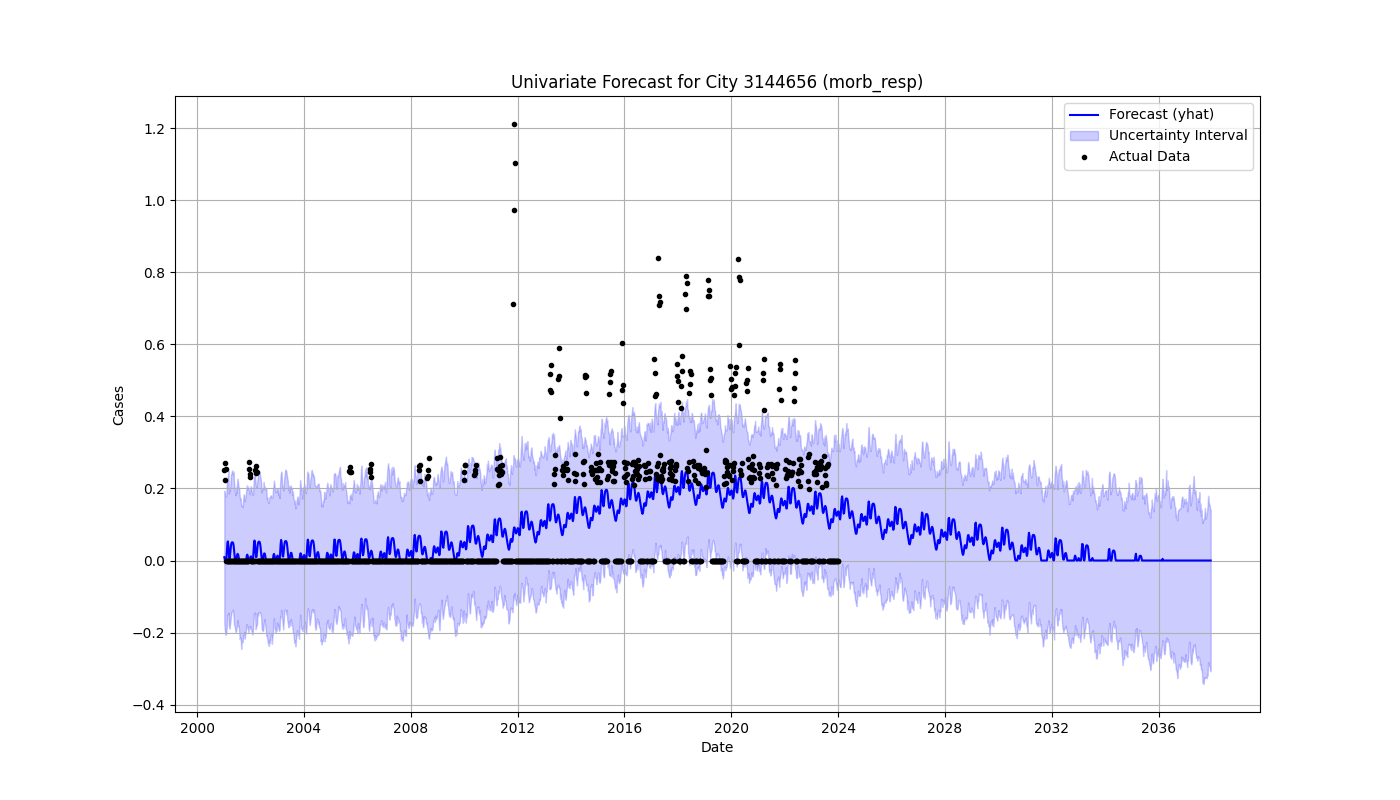 Univariate Forecast for City 3144656 (morb_resp)
Forecast (yhat)
Uncertainty Interval
Actual Data
1.2
1.0
0.8
0.6
0.4
0.2
0.0
−0.2
−0.4
Cases
2000 2004 2008 2012 2016 2020 2024 2028 2032 2036
Date